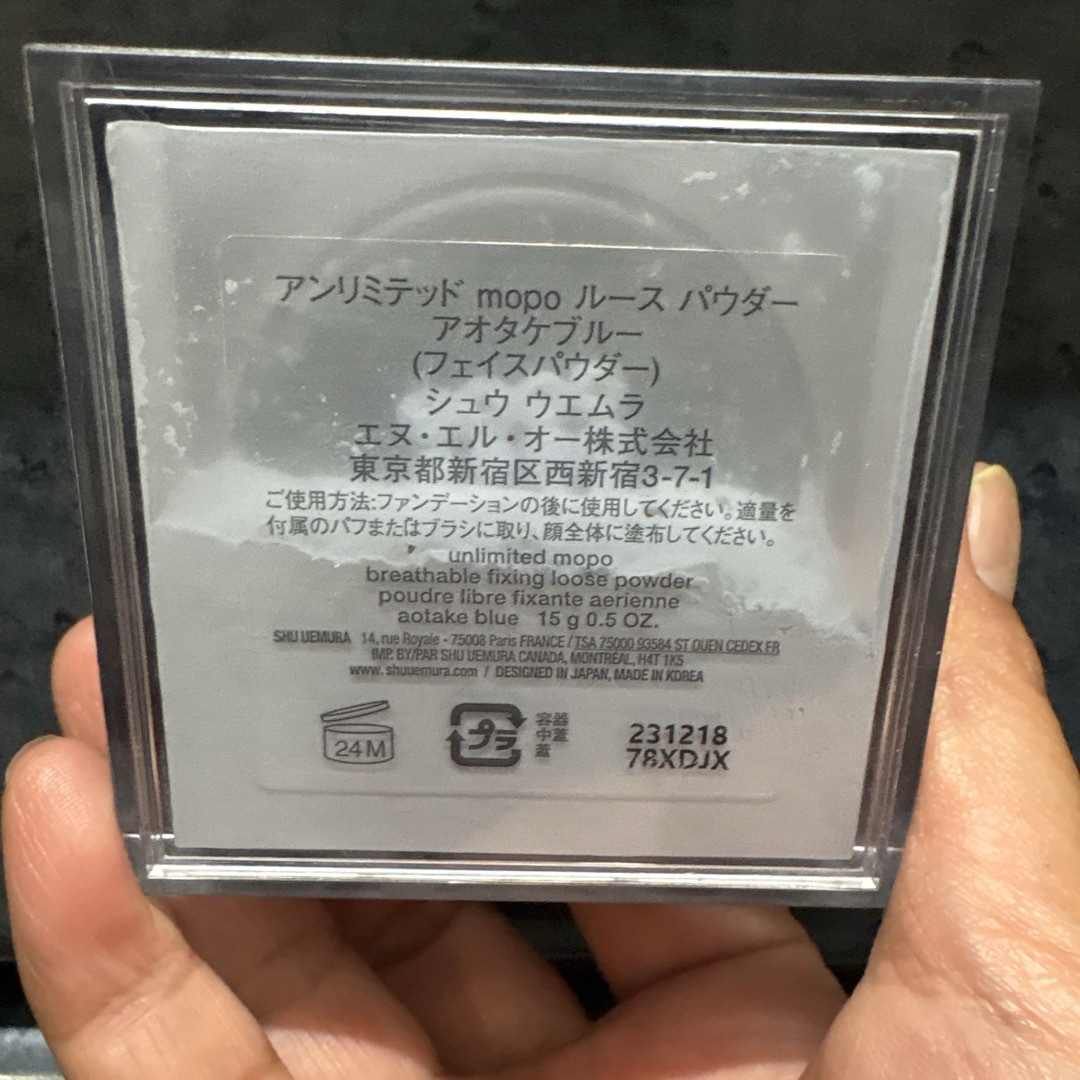 アンリミテッド mopo ルース パウダー
アオタケブルー
(フェイスパウダー)
シュウ ウエムラ
エヌ・エル・オー株式会社
東京都新宿区西新宿3-7-1
ご使用方法:ファンデーションの後に使用してください。適量を
付属のパフまたはブラシに取り、顔全体に塗布してください。
unlimited mopo
breathable fixing loose powder
poudre libre fixante aerienne
aotake blue 15 g 0.5 OZ.
SHU UEMURA 14, rue Royale - 75008 Paris FRANCE / TSA 75000 93584 ST OUEN CEDEX FR
IMP. BY/PAR SHU UEMURA CANADA, MONTREAL, H4T 1K5
www.shuuemura.com / DESIGNED IN JAPAN, MADE IN KOREA
24M
プラ
容器
中蓋
蓋
231218
78XDJX